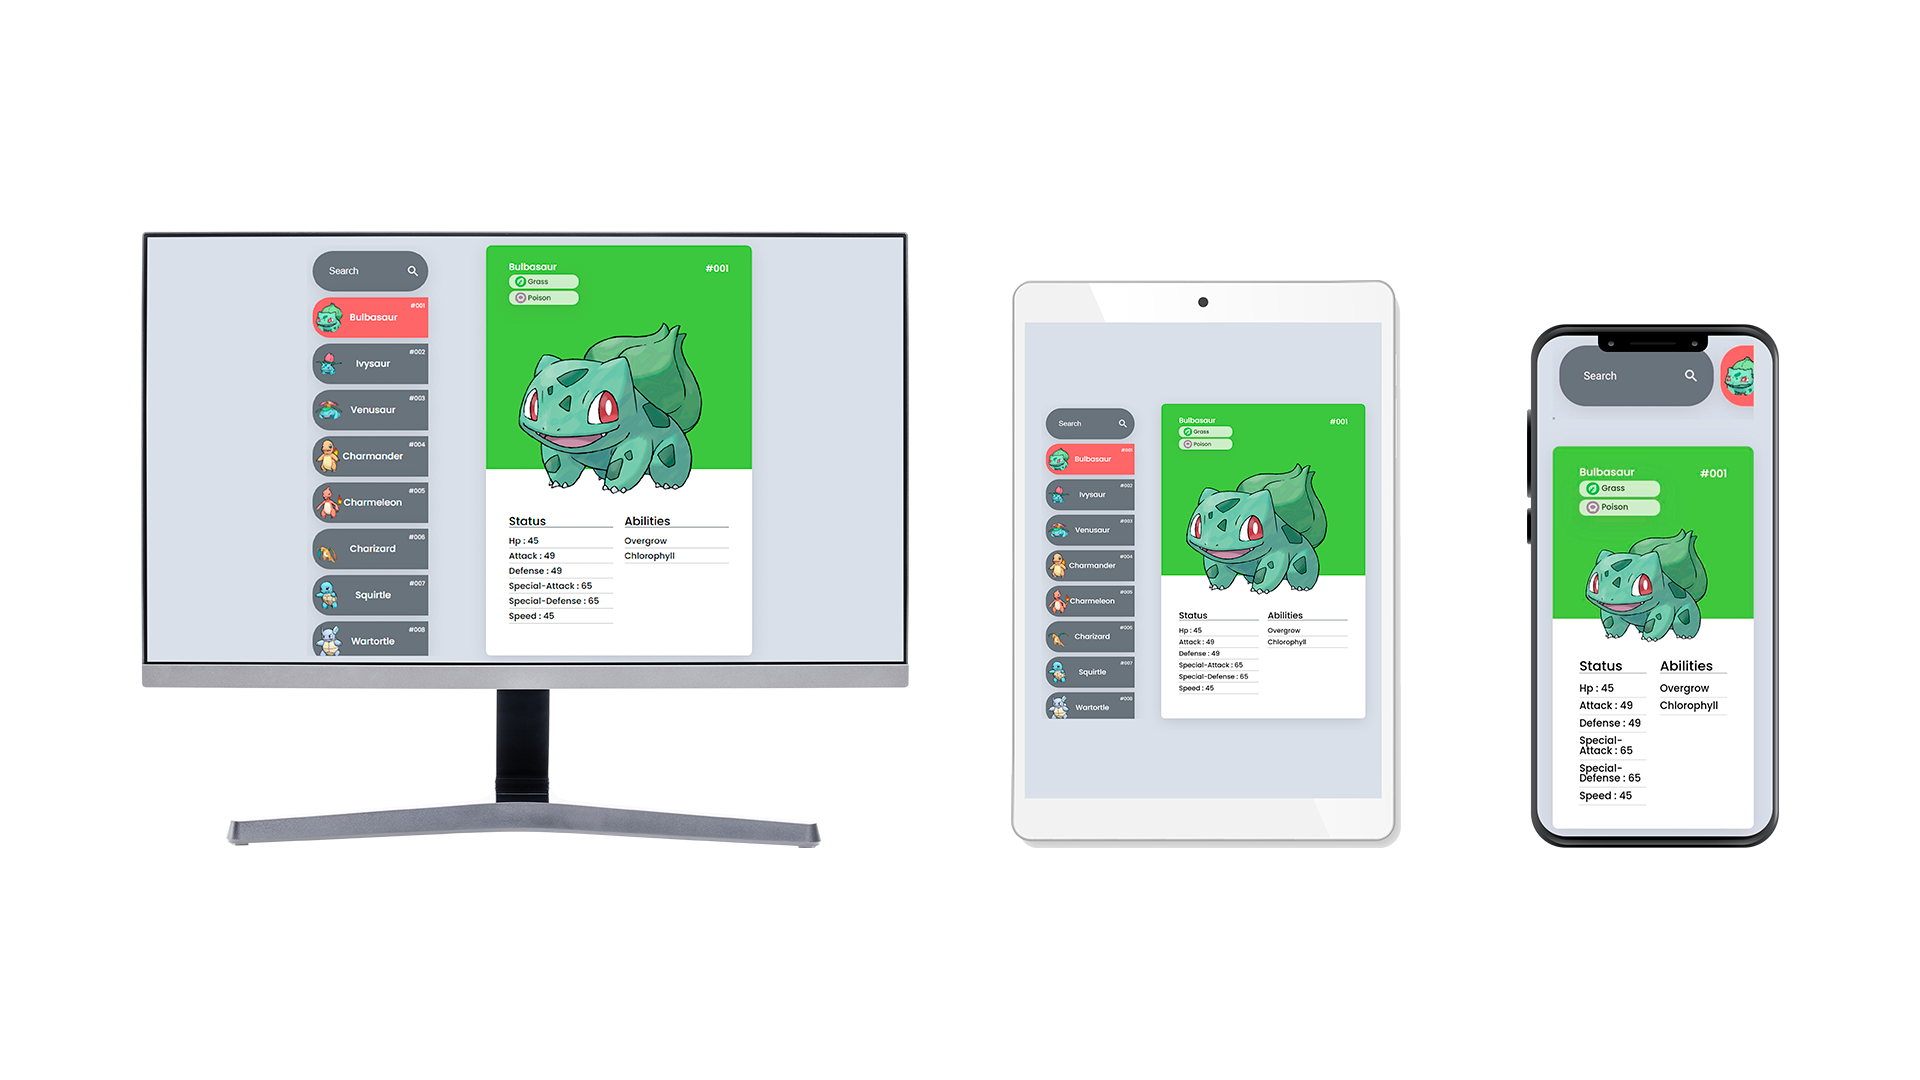 Search
#001
Bulbasaur
#002
Ivysaur
#003
Venusaur
#004
Charmander
#005
Charmeleon
#006
Charizard
#007
Squirtle
#008
Wartortle
Bulbasaur
#001
Grass
Poison
Status
Hp : 45
Attack : 49
Defense : 49
Special-Attack : 65
Special-Defense : 65
Speed : 45
Abilities
Overgrow
Chlorophyll
Search
#001
Bulbasaur
#002
Ivysaur
#003
Venusaur
#004
Charmander
#005
Charmeleon
#006
Charizard
#007
Squirtle
#008
Wartortle
Bulbasaur
#001
Grass
Poison
Status
Hp : 45
Attack : 49
Defense : 49
Special-Attack : 65
Special-Defense : 65
Speed : 45
Abilities
Overgrow
Chlorophyll
Search
Bulbasaur
#001
Grass
Poison
Status
Hp : 45
Attack : 49
Defense : 49
Special-
Attack : 65
Special-
Defense : 65
Speed : 45
Abilities
Overgrow
Chlorophyll